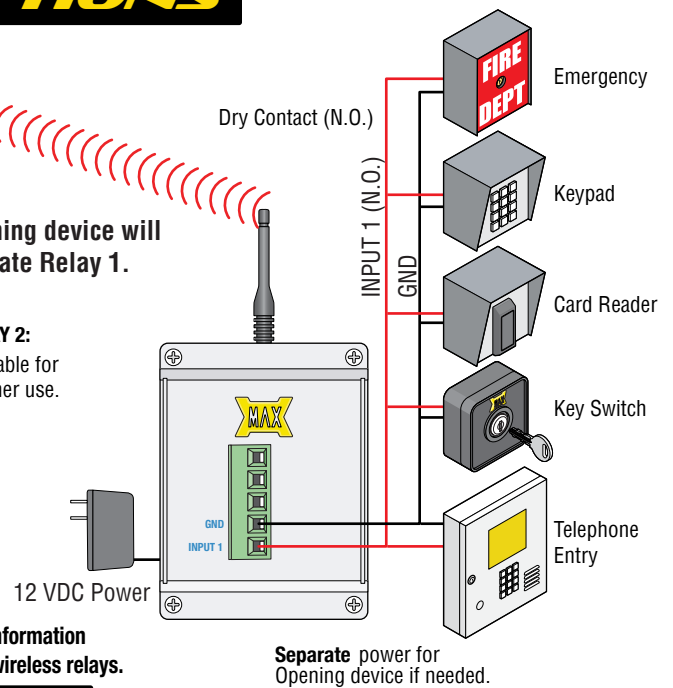 FIRE
DEPT
Emergency
Dry Contact (N.O.)
INPUT 1 (N.O.)
GND
Keypad
ning device will
ate Relay 1.
Card Reader
Y 2:
able for
her use.
MAX
Key Switch
GND
INPUT 1
Telephone
Entry
12 VDC Power
nformation
wireless relays.
Separate power for
Opening device if needed.